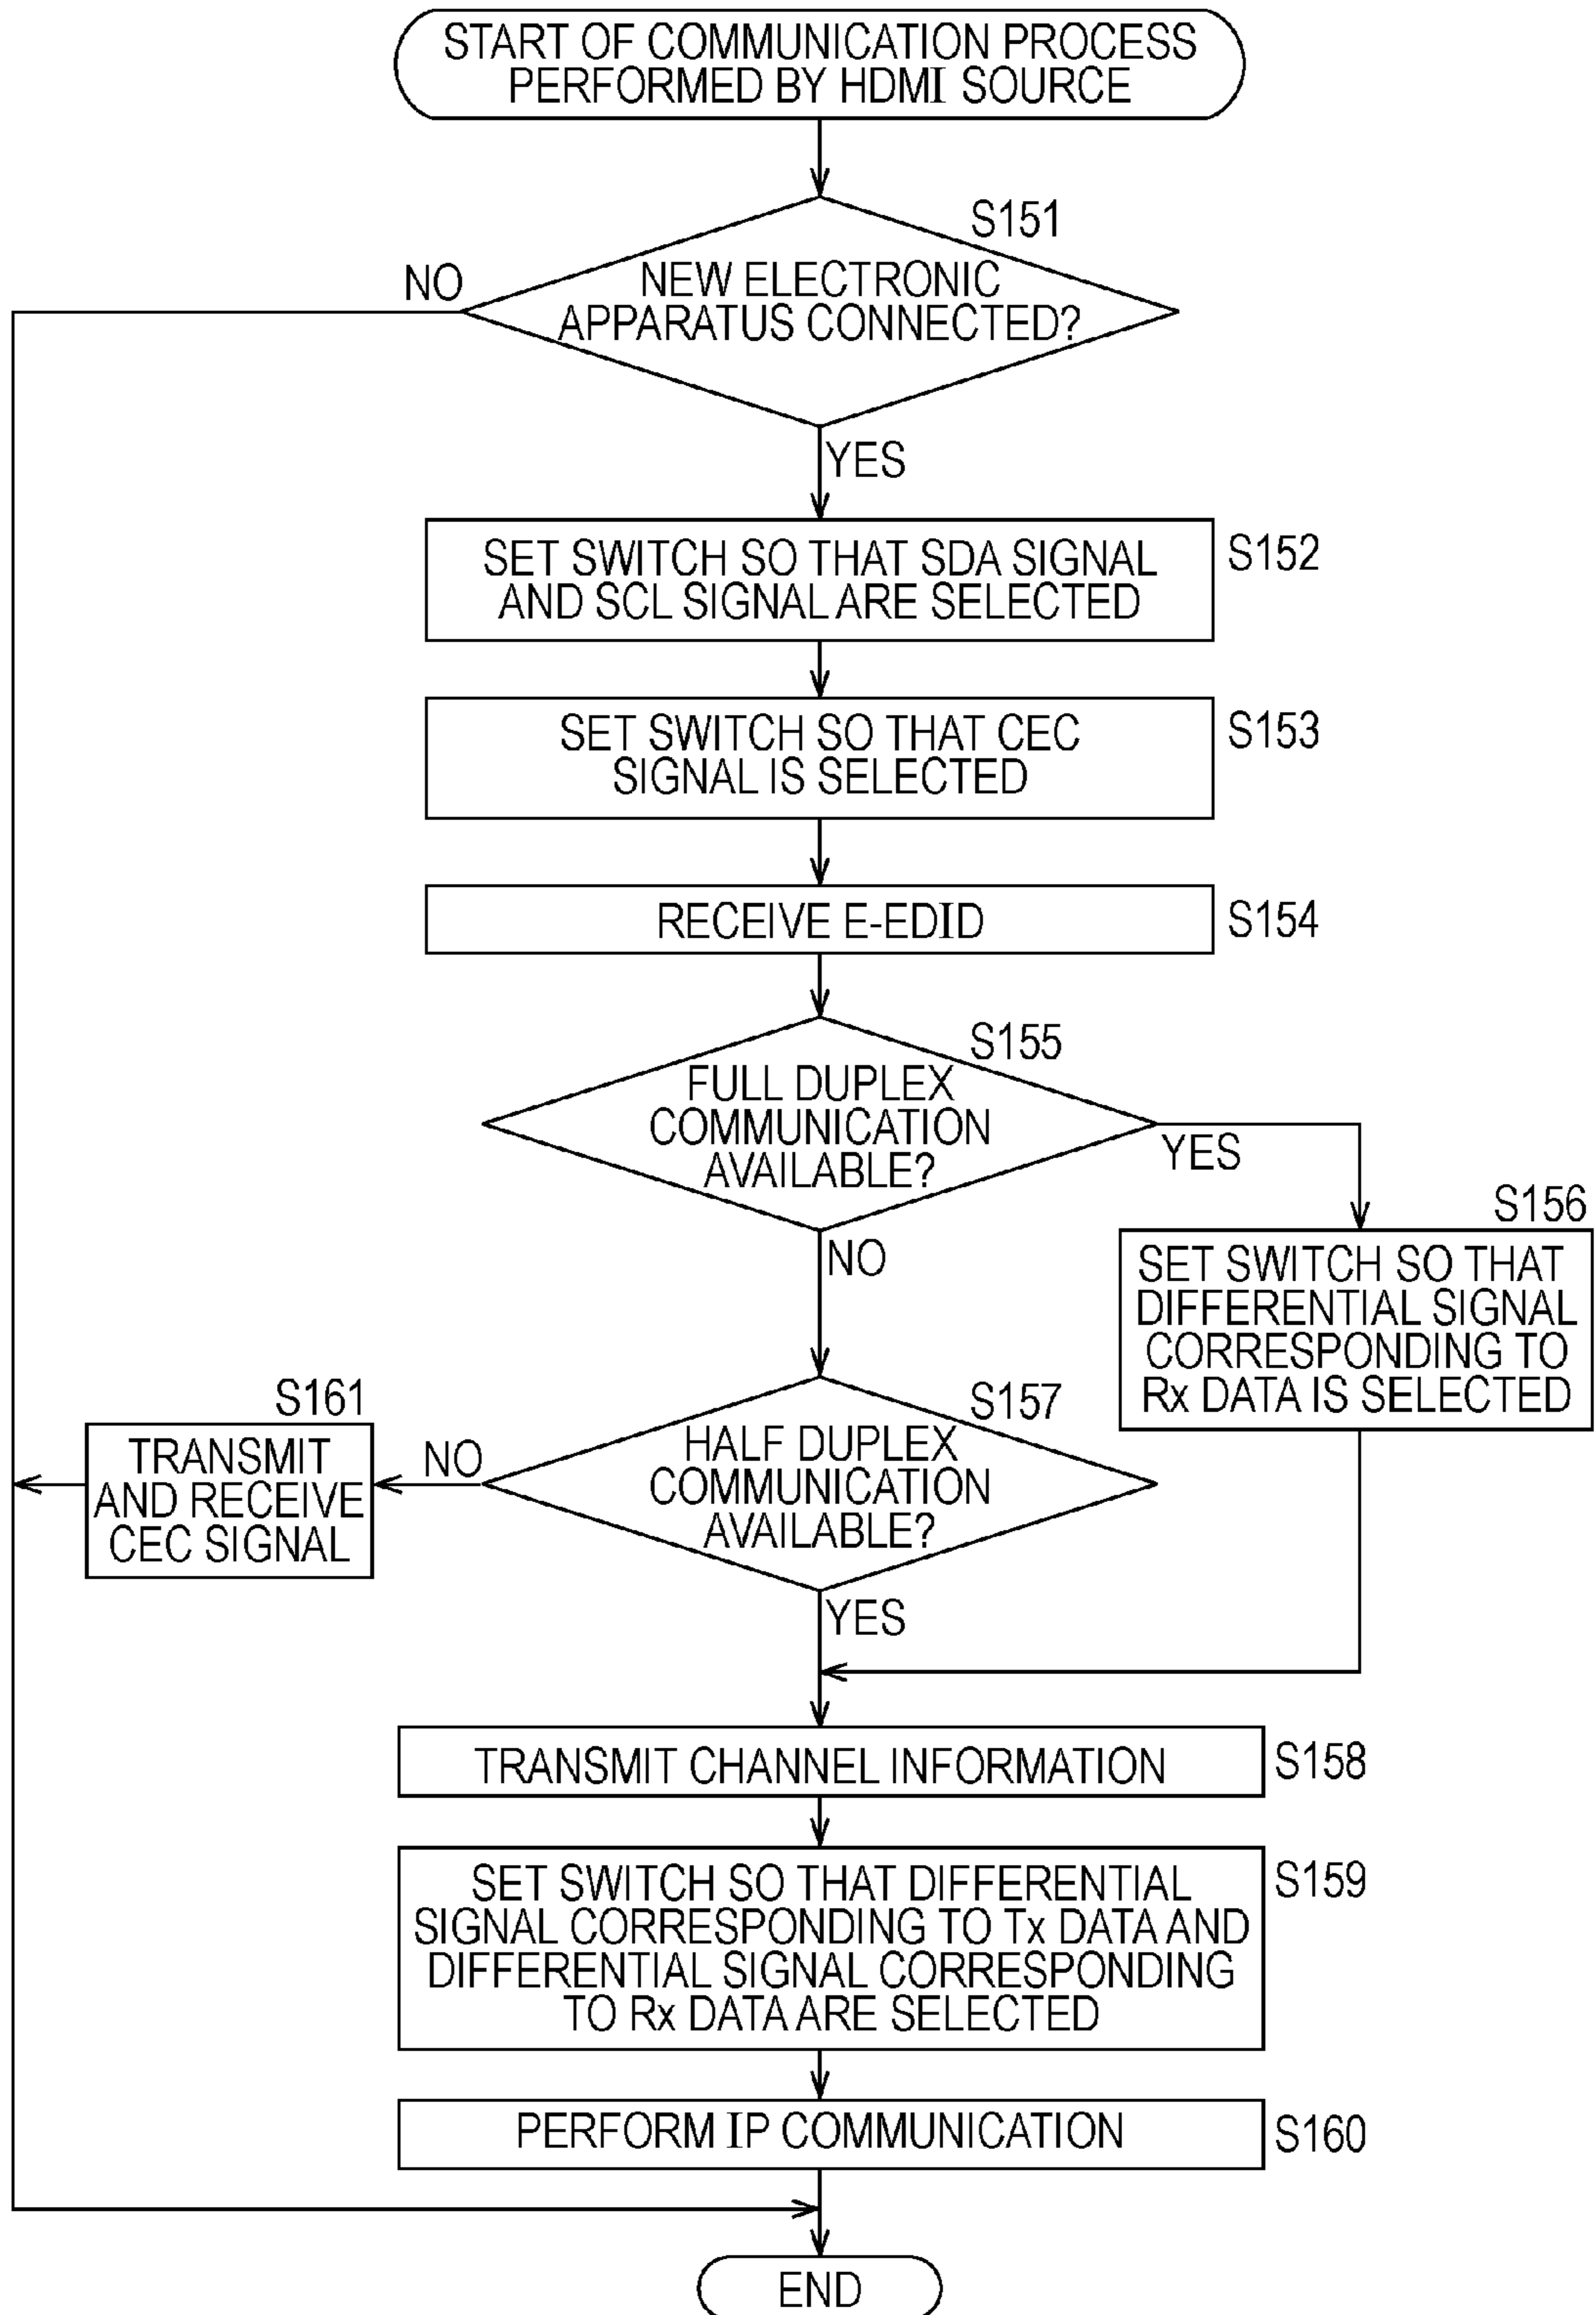 START OF COMMUNICATION PROCESS
PERFORMED BY HDMI SOURCE
S151
NO
NEW ELECTRONIC
APPARATUS CONNECTED?
YES
SET SWITCH SO THAT SDA SIGNAL
AND SCL SIGNAL ARE SELECTED
S152
SET SWITCH SO THAT CEC
SIGNAL IS SELECTED
S153
RECEIVE E-EDID
S154
S155
FULL DUPLEX
COMMUNICATION
AVAILABLE?
YES
NO
S156
SET SWITCH SO THAT
DIFFERENTIAL SIGNAL
CORRESPONDING TO
Rx DATA IS SELECTED
S157
HALF DUPLEX
COMMUNICATION
AVAILABLE?
NO
S161
TRANSMIT
AND RECEIVE
CEC SIGNAL
YES
TRANSMIT CHANNEL INFORMATION
S158
SET SWITCH SO THAT DIFFERENTIAL
SIGNAL CORRESPONDING TO Tx DATA AND
DIFFERENTIAL SIGNAL CORRESPONDING
TO Rx DATA ARE SELECTED
S159
PERFORM IP COMMUNICATION
S160
END